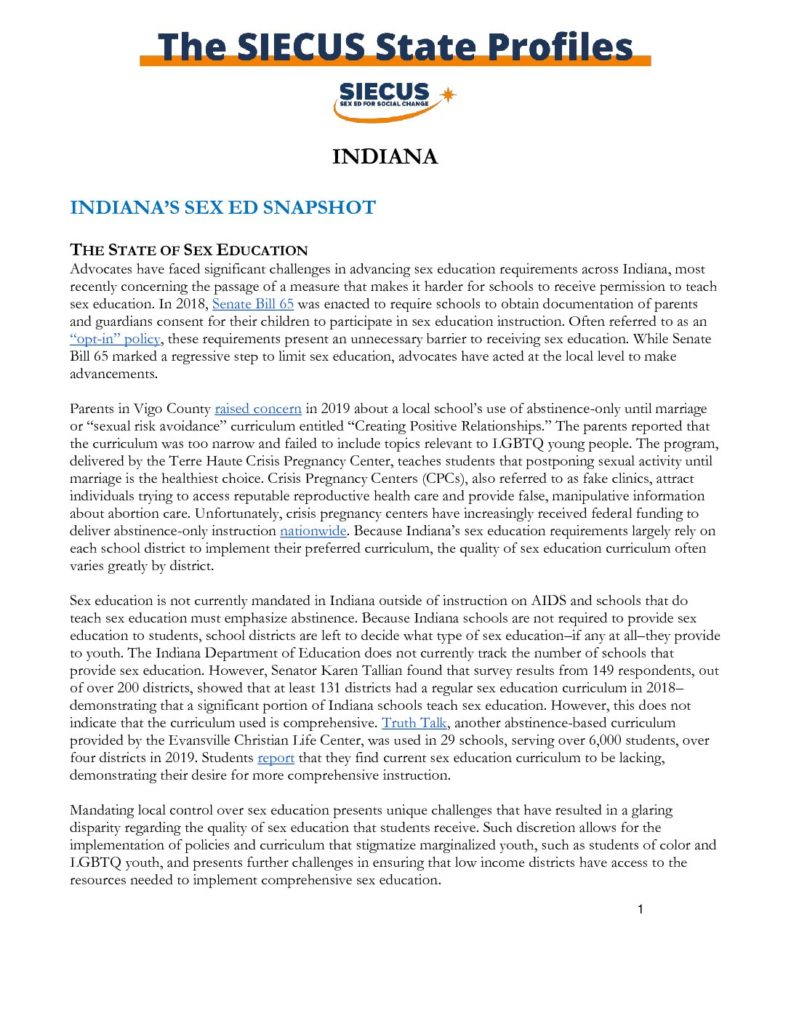 The SIECUS State Profiles
SIECUS
SEX ED FOR SOCIAL CHANGE
INDIANA
INDIANA'S SEX ED SNAPSHOT
THE STATE OF SEX EDUCATION
Advocates have faced significant challenges in advancing sex education requirements across Indiana, most
recently concerning the passage of a measure that makes it harder for schools to receive permission to teach
sex education. In 2018, Senate Bill 65 was enacted to require schools to obtain documentation of parents
and guardians consent for their children to participate in sex education instruction. Often referred to as an
“opt-in” policy, these requirements present an unnecessary barrier to receiving sex education. While Senate
Bill 65 marked a regressive step to limit sex education, advocates have acted at the local level to make
advancements.
Parents in Vigo County raised concern in 2019 about a local school's use of abstinence-only until marriage
or “sexual risk avoidance” curriculum entitled “Creating Positive Relationships.” The parents reported that
the curriculum was too narrow and failed to include topics relevant to LGBTQ young people. The program,
delivered by the Terre Haute Crisis Pregnancy Center, teaches students that postponing sexual activity until
marriage is the healthiest choice. Crisis Pregnancy Centers (CPCs), also referred to as fake clinics, attract
individuals trying to access reputable reproductive health care and provide false, manipulative information
about abortion care. Unfortunately, crisis pregnancy centers have increasingly received federal funding to
deliver abstinence-only instruction nationwide. Because Indiana's sex education requirements largely rely on
each school district to implement their preferred curriculum, the quality of sex education curriculum often
varies greatly by district.
Sex education is not currently mandated in Indiana outside of instruction on AIDS and schools that do
teach sex education must emphasize abstinence. Because Indiana schools are not required to provide sex
education to students, school districts are left to decide what type of sex education–if any at all–they provide
to youth. The Indiana Department of Education does not currently track the number of schools that
provide sex education. However, Senator Karen Tallian found that survey results from 149 respondents, out
of over 200 districts, showed that at least 131 districts had a regular sex education curriculum in 2018–
demonstrating that a significant portion of Indiana schools teach sex education. However, this does not
indicate that the curriculum used is comprehensive. Truth Talk, another abstinence-based curriculum
provided by the Evansville Christian Life Center, was used in 29 schools, serving over 6,000 students, over
four districts in 2019. Students report that they find current sex education curriculum to be lacking,
demonstrating their desire for more comprehensive instruction.
Mandating local control over sex education presents unique challenges that have resulted in a glaring
disparity regarding the quality of sex education that students receive. Such discretion allows for the
implementation of policies and curriculum that stigmatize marginalized youth, such as students of color and
LGBTQ youth, and presents further challenges in ensuring that low income districts have access to the
resources needed to implement comprehensive sex education.
1